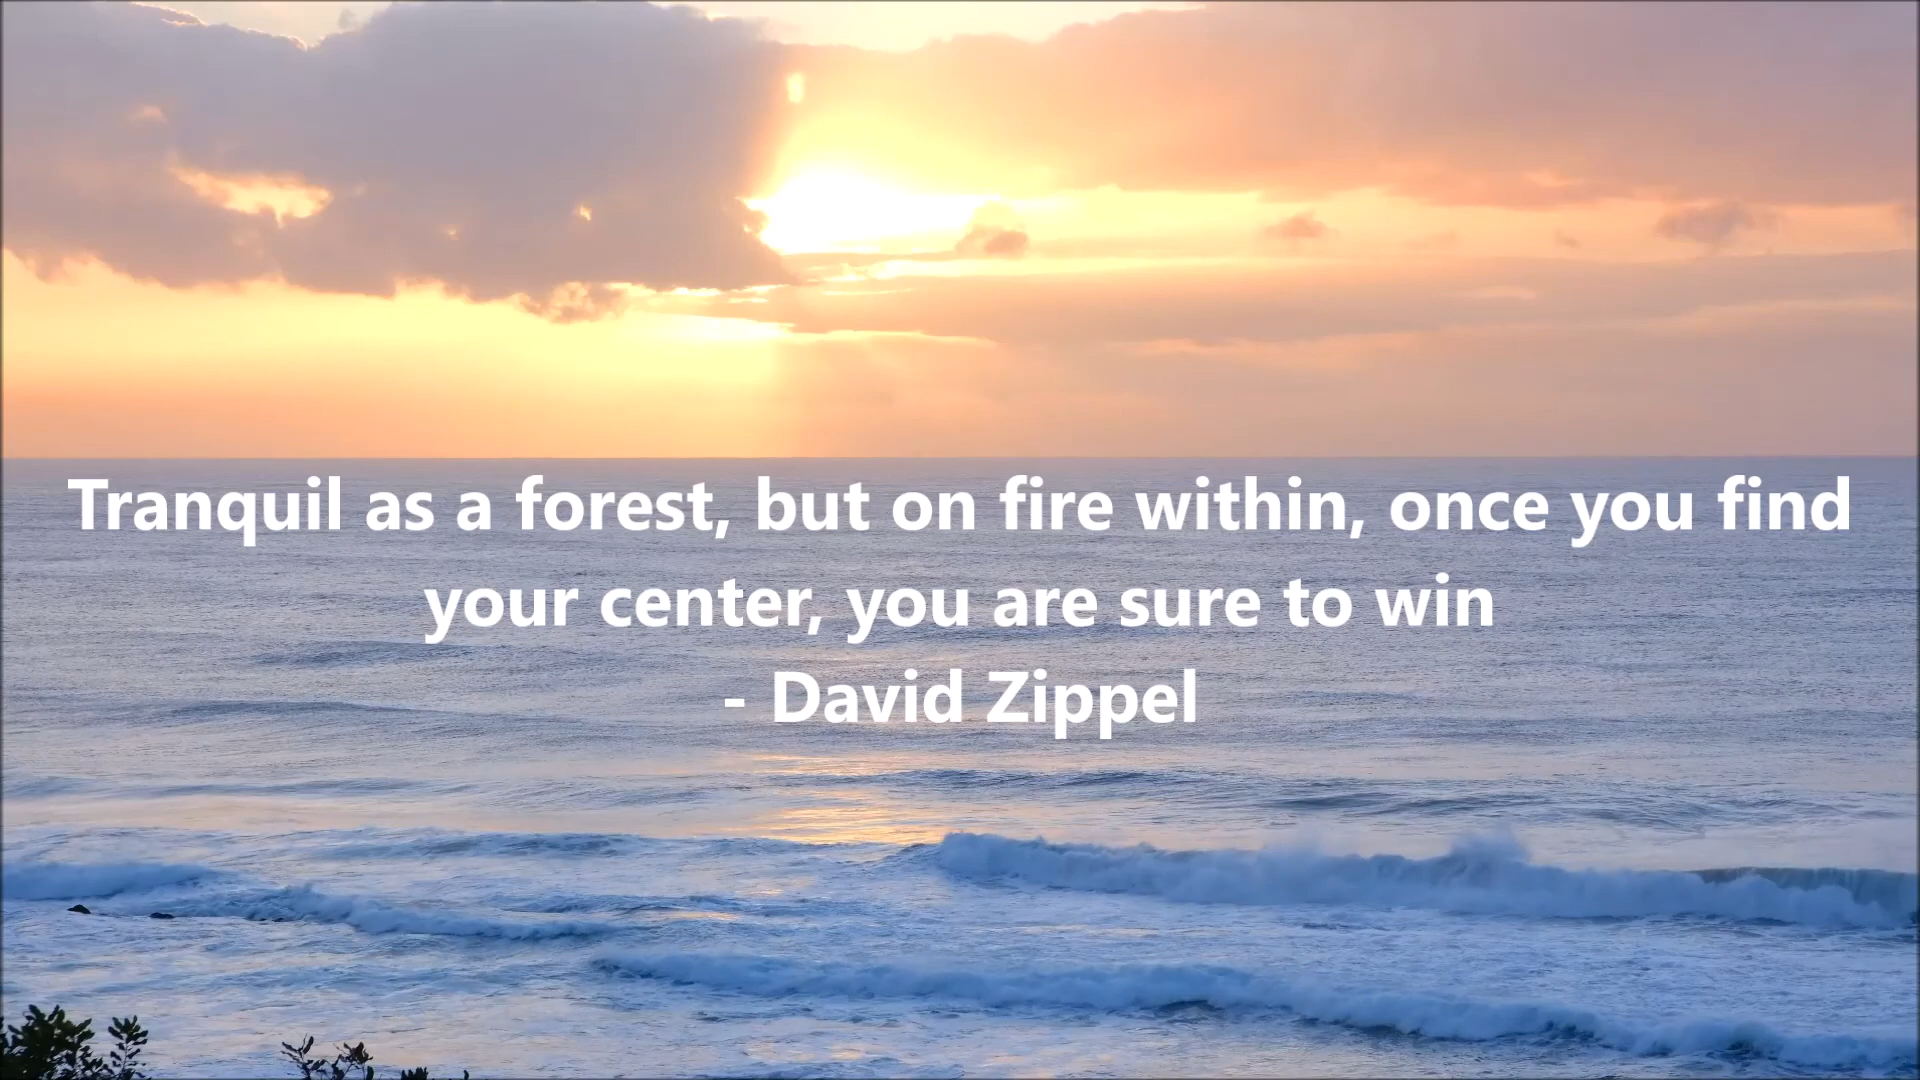 Tranquil as a forest, but on fire within, once you find
your center, you are sure to win
- David Zippel